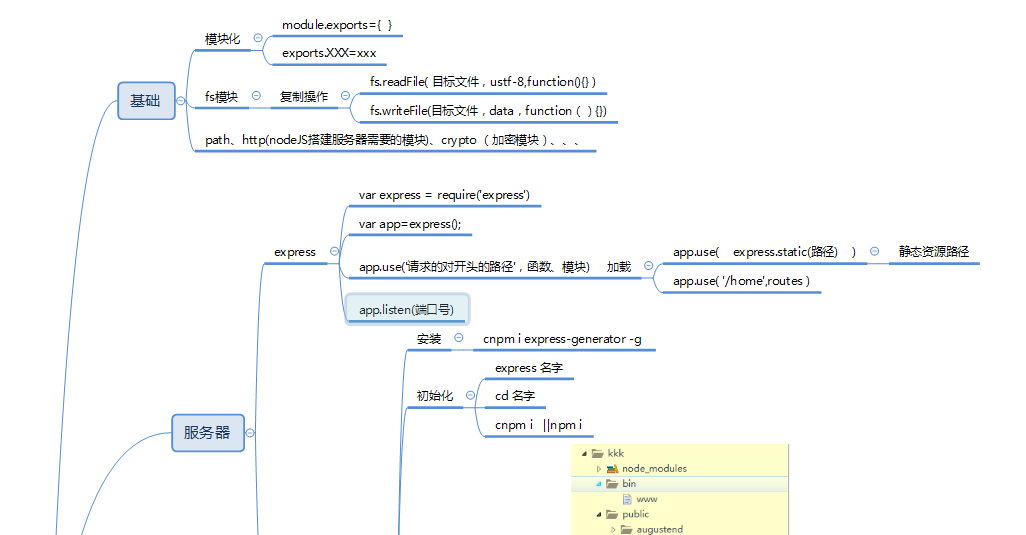 基础
模块化
module.exports={ }
exports.XXX=xxx
fs模块
复制操作
fs.readFile( 目标文件，ustf-8,function(){} )
fs.writeFile(目标文件，data，function（）{})
path、http(nodeJS搭建服务器需要的模块)、crypto（加密模块）、、、
服务器
express
var express = require('express')
var app=express();
app.use('请求的对开头的路径'，函数、模块) 加载
app.use( express.static(路径) )
静态资源路径
app.use( '/home',routes )
app.listen(端口号)
安装
cnpm i express-generator -g
初始化
express 名字
cd 名字
cnpm i ||npm i
kkk
node_modules
bin
www
public
augustend